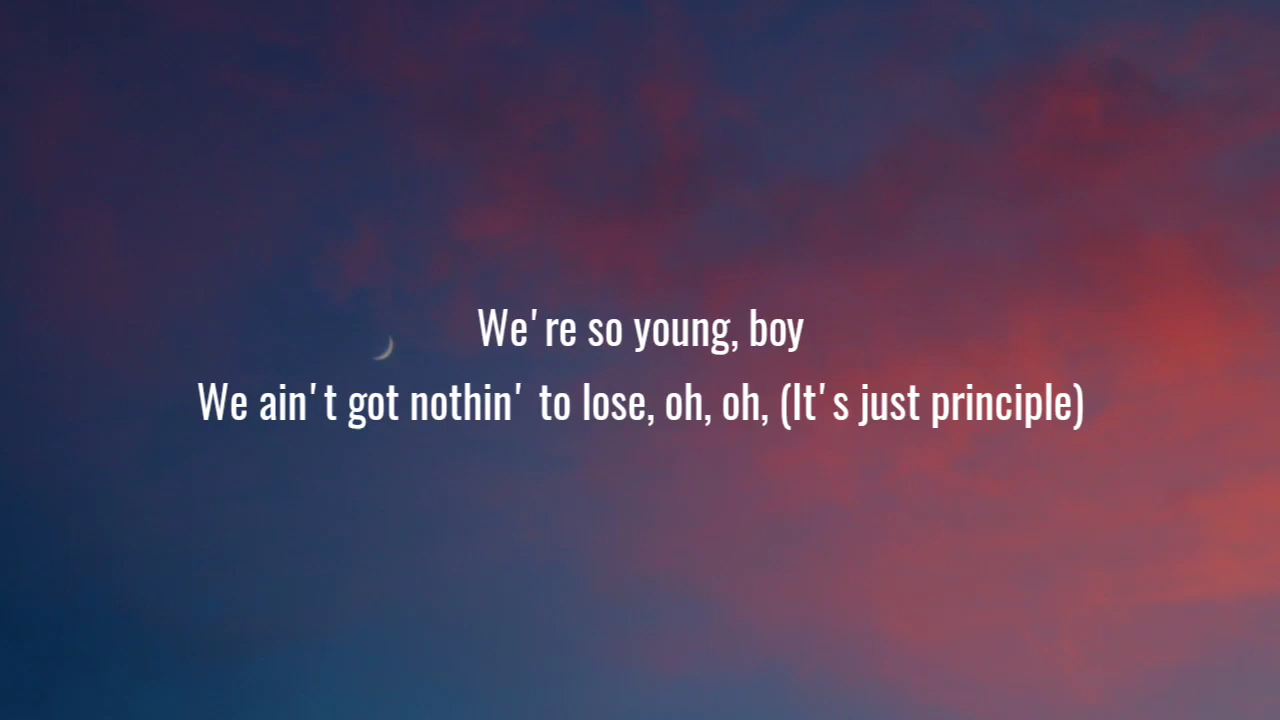 We're so young, boy
We ain't got nothin' to lose, oh, oh, (It's just principle)